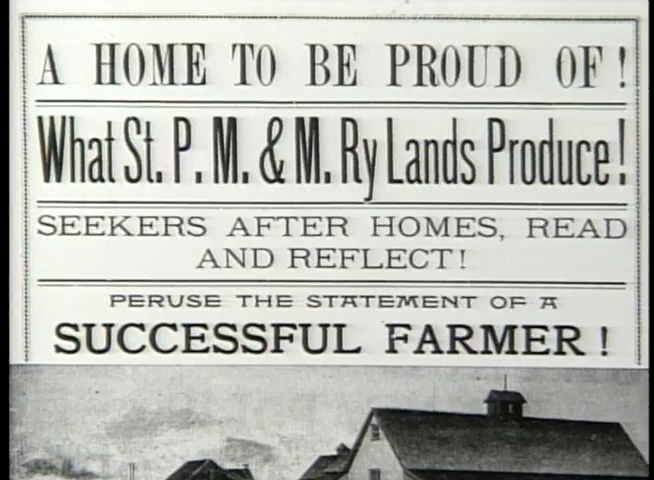 A HOME TO BE PROUD OF!
What St. P. M. & M. Ry Lands Produce!
SEEKERS AFTER HOMES, READ
AND REFLECT!
PERUSE THE STATEMENT OF A
SUCCESSFUL FARMER!